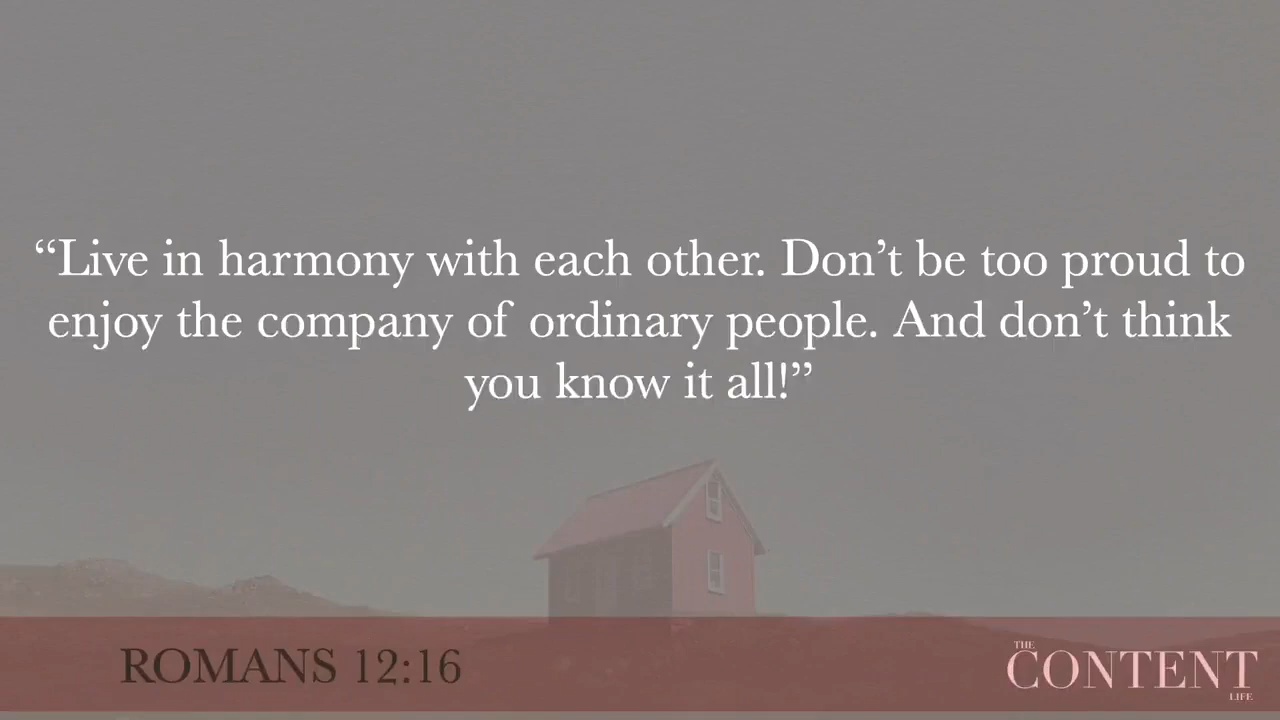 “Live in harmony with each other. Don’t be too proud to
enjoy the company of ordinary people. And don’t think
you know it all!”
ROMANS 12:16
THE
CONTENT
LIFE